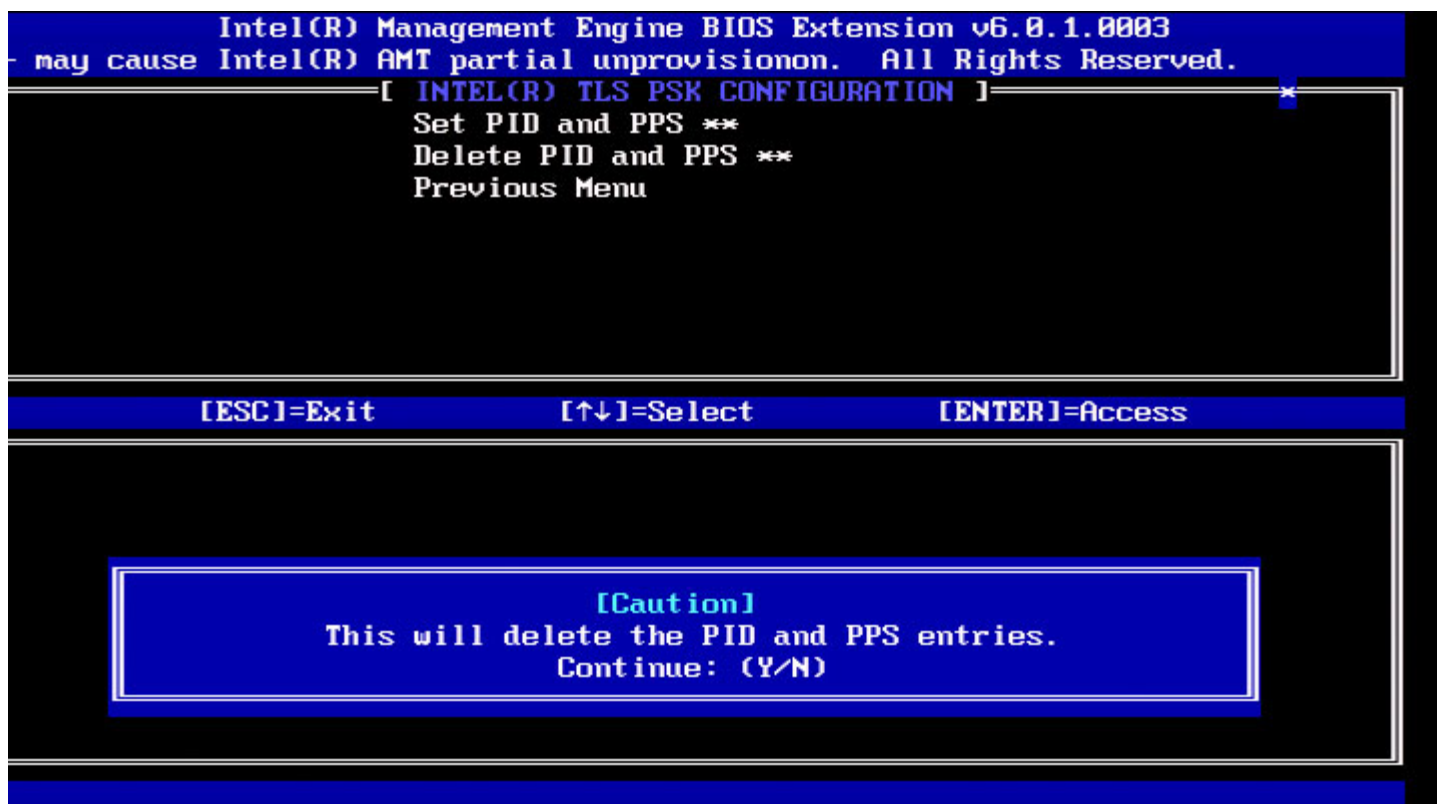 Intel(R) Management Engine BIOS Extension v6.0.1.0003
- may cause Intel(R) AMT partial unprovisionon. All Rights Reserved.
[ INTEL(R) TLS PSK CONFIGURATION ] *
Set PID and PPS **
Delete PID and PPS **
Previous Menu
[ESC]=Exit [↑↓]=Select [ENTER]=Access
[Caution]
This will delete the PID and PPS entries.
Continue: (Y/N)